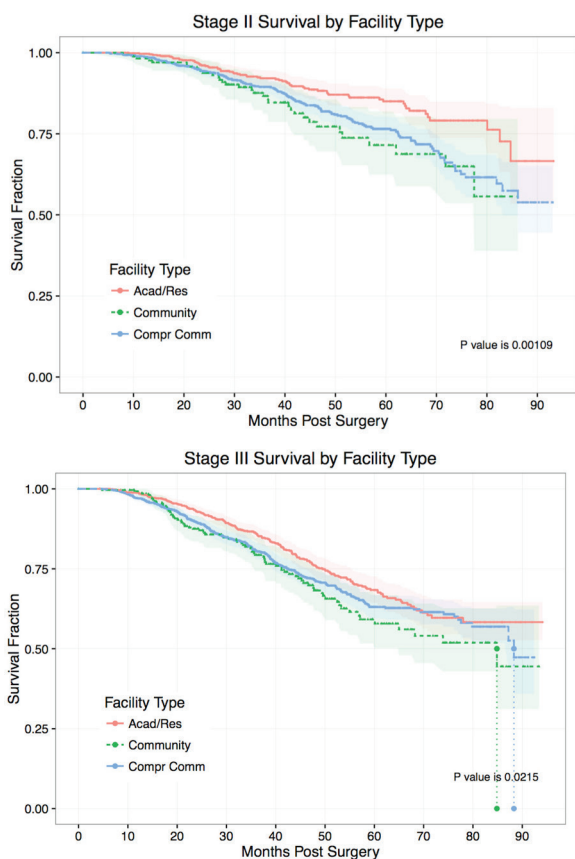 Stage II Survival by Facility Type
1.00
0.75
0.50
0.25
0.00
Survival Fraction
Facility Type
Acad/Res
Community
Compr Comm
P value is 0.00109
0 10 20 30 40 50 60 70 80 90
Months Post Surgery
Stage III Survival by Facility Type
1.00
0.75
0.50
0.25
0.00
Survival Fraction
Facility Type
Acad/Res
Community
Compr Comm
P value is 0.0215
0 10 20 30 40 50 60 70 80 90
Months Post Surgery